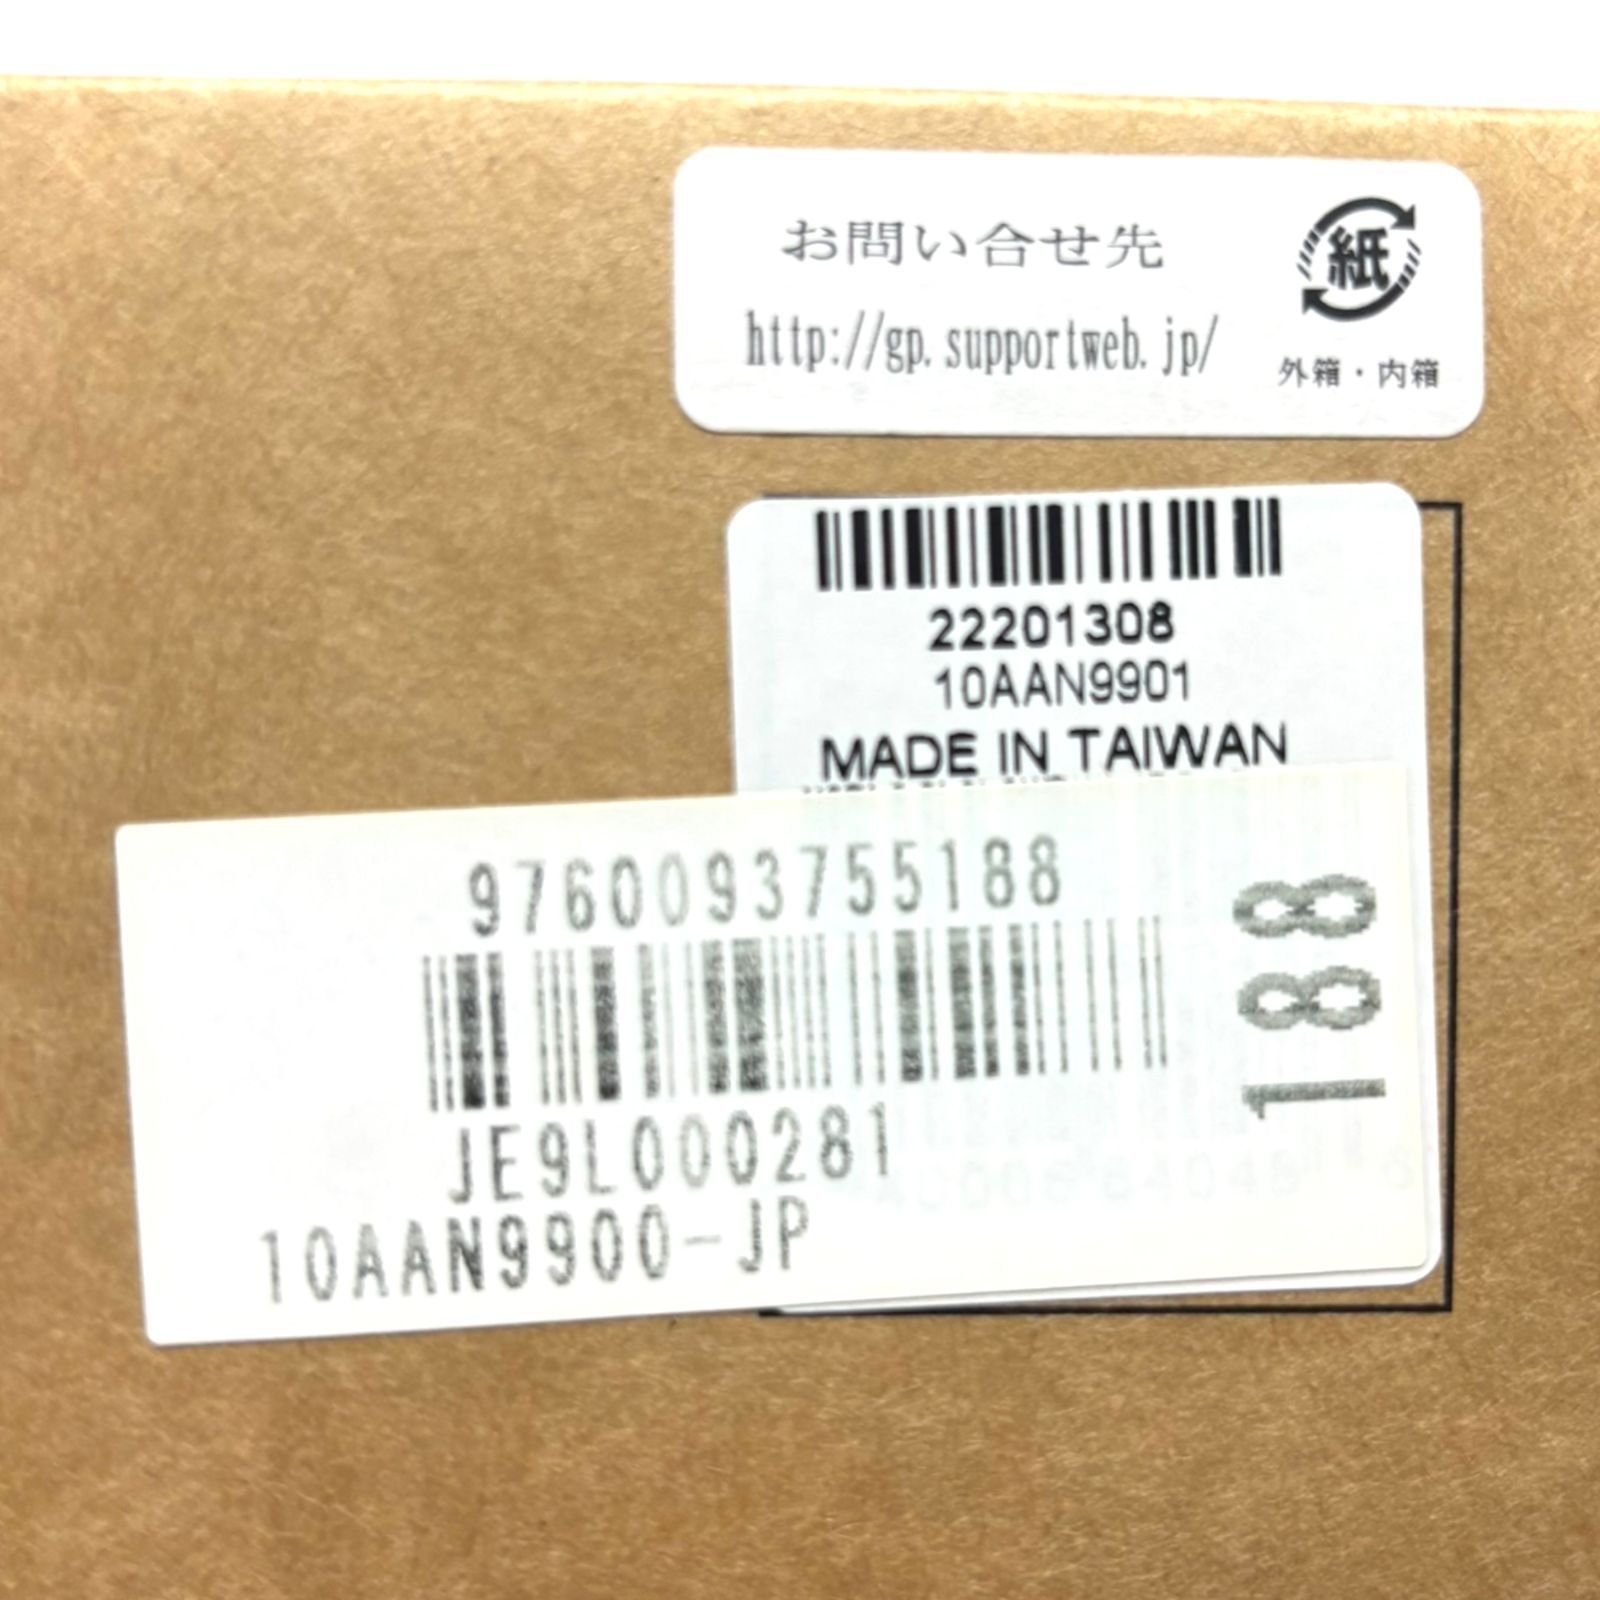 お問い合せ先
http://gp.supportweb.jp/
紙
外箱・内箱
22201308
10AAN9901
MADE IN TAIWAN
9760093755188
188
JE9L000281
10AAN9900-JP